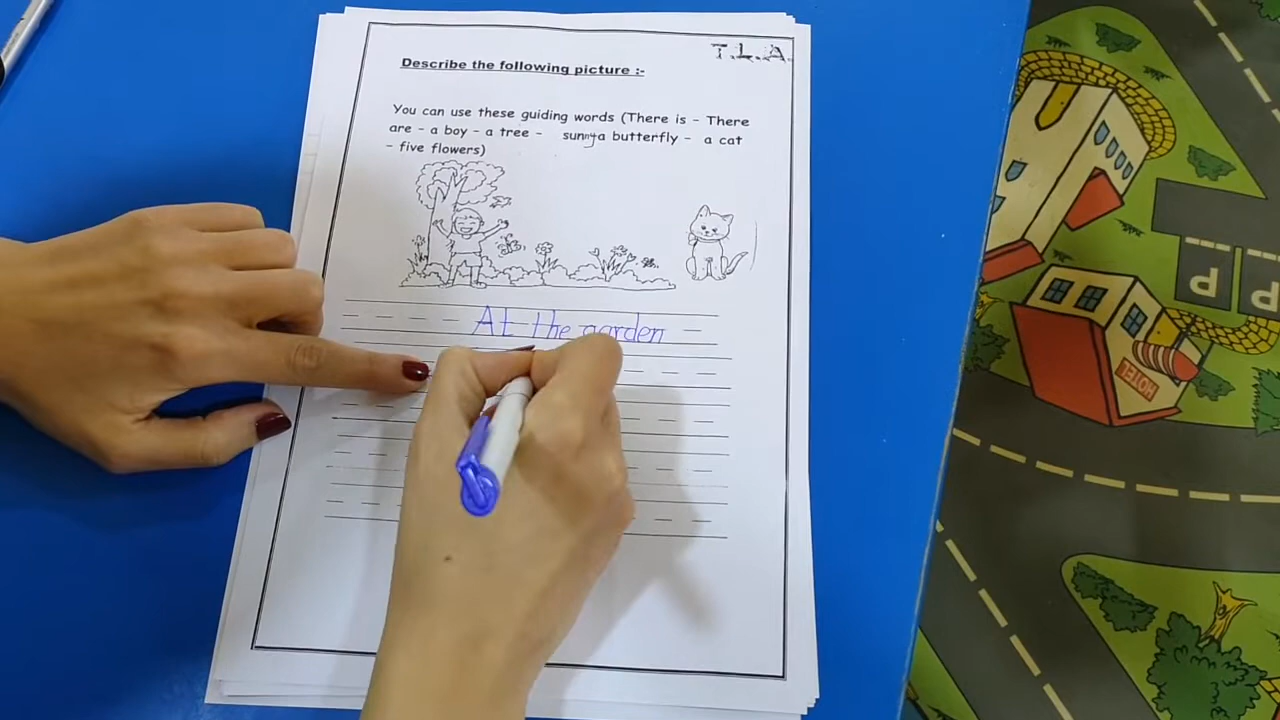 T.L.A.
Describe the following picture :-
You can use these guiding words (There is - There
are - a boy - a tree - sunny a butterfly - a cat
- five flowers)
At the garden
P
P
HOTEL